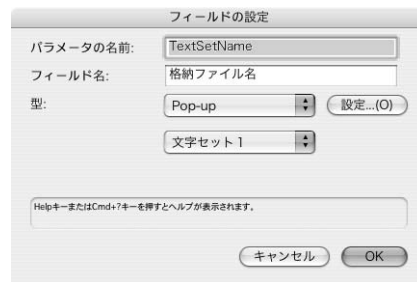 フィールドの設定
パラメータの名前: TextSetName
フィールド名: 格納ファイル名
型: Pop-up 設定...(O)
文字セット 1
HelpキーまたはCmd+?キーを押すとヘルプが表示されます。
キャンセル OK